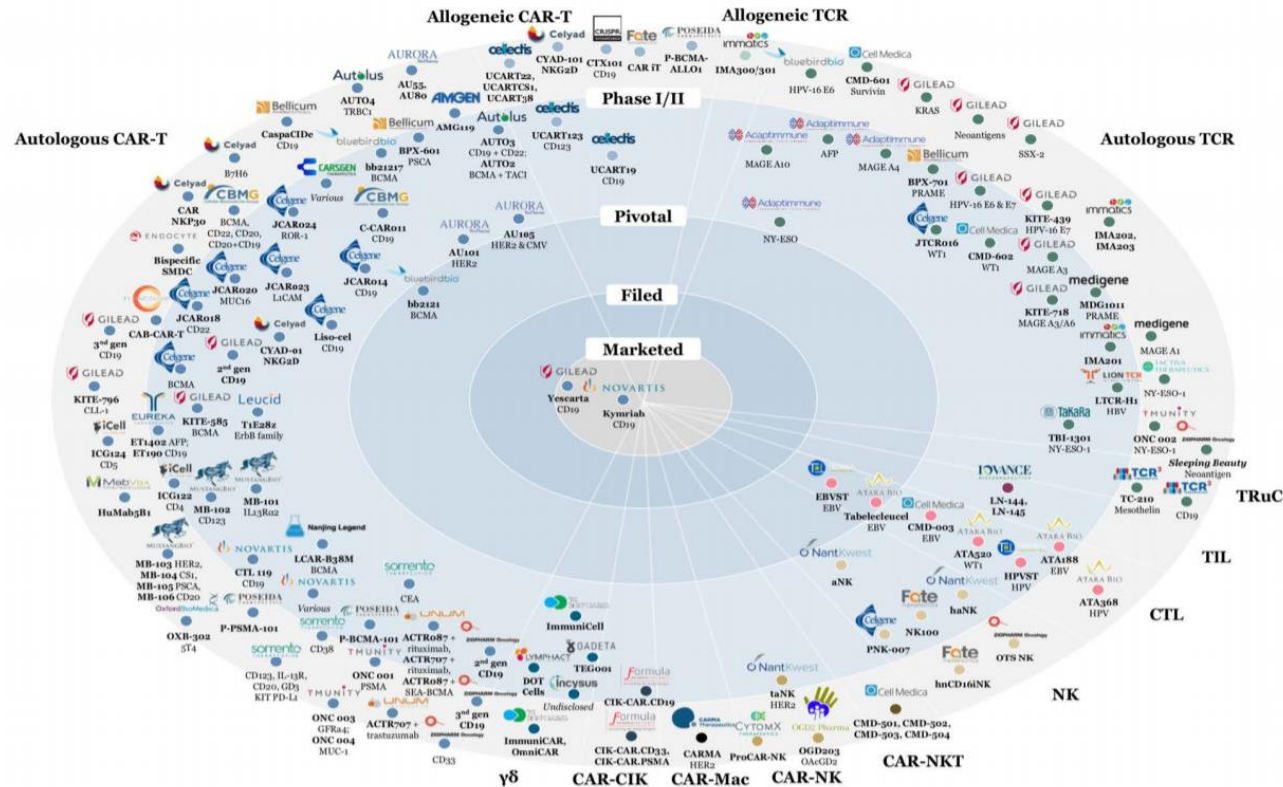 Allogeneic CAR-T
Allogeneic TCR
Autologous CAR-T
Autologous TCR
Phase I/II
Pivotal
Filed
Marketed
TRuC
TIL
CTL
NK
CAR-NKT
CAR-NK
CAR-Mac
CAR-CIK
γδ
GILEAD
Yescarta
CD19
NOVARTIS
Kymriah
CD19
Celyad
CYAD-101
NKG2D
CRISPR
CTX101
CD19
Fate
CAR iT
POSEIDA
P-BCMA-
ALLO1
cellectis
UCART22,
UCARTCS1,
UCART38
cellectis
UCART123
CD123
cellectis
UCART19
CD19
immatics
IMA300/301
bluebirdbio
HPV-16 E6
Cell Medica
CMD-601
Survivin
GILEAD
KRAS
GILEAD
Neoantigens
GILEAD
SSX-2
Adaptimmune
MAGE A10
Adaptimmune
AFP
Adaptimmune
MAGE A4
Adaptimmune
NY-ESO
Bellicum
BPX-701
PRAME
GILEAD
HPV-16 E6 & E7
GILEAD
KITE-439
HPV-16 E7
immatics
IMA202,
IMA203
Celgene
JTCR016
WT1
Cell Medica
CMD-602
WT1
GILEAD
MAGE A3
GILEAD
KITE-718
MAGE A3/A6
medigene
MDG1011
PRAME
immatics
IMA201
medigene
MAGE A1
LION TCR
LTCR-H1
HBV
THERAPEUTICS
NY-ESO-1
TaKaRa
TBI-1301
NY-ESO-1
TMUNITY
ONC 002
NY-ESO-1
ZIOPHARM Oncology
Sleeping Beauty
Neoantigen
TCR²
TC-210
Mesothelin
TCR²
CD19
IOVANCE
LN-144,
LN-145
EBVST
EBV
ATARA BIO
Tabelecleucel
EBV
Cell Medica
CMD-003
EBV
ATARA BIO
ATA520
WT1
HPVST
HPV
ATARA BIO
ATA188
EBV
ATARA BIO
ATA368
HPV
NantKwest
aNK
NantKwest
haNK
Fate
NK100
Celgene
PNK-007
OTS NK
Fate
hnCD16iNK
NantKwest
taNK
HER2
Cell Medica
CMD-501, CMD-502,
CMD-503, CMD-504
OGD2 Pharma
OGD203
OAcGD2
CYTOMX
THERAPEUTICS
ProCAR-NK
CARMA
Therapeutics
CARMA
HER2
Formula
CIK-CAR.CD19
Formula
CIK-CAR.CD33,
CIK-CAR.PSMA
ImmuniCell
GADETA
TEG001
LYMPHACT
DOT
Cells
incysus
Undisclosed
ImmuniCAR,
OmniCAR
AURORA
AU55,
AU80
Autolus
AUTO4
TRBC1
Bellicum
CaspaCIDe
CD19
AMGEN
AMG119
Bellicum
BPX-601
PSCA
Autolus
AUTO3
CD19 + CD22;
AUTO2
BCMA + TACI
bluebirdbio
bb21217
BCMA
Celyad
B7H6
CARSGEN
THERAPEUTICS
Various
CBMG
C-CAR011
CD19
AURORA
AU105
HER2 & CMV
AURORA
AU101
HER2
Celyad
CAR
NKP30
CBMG
BCMA,
CD22, CD20,
CD20+CD19
Celgene
JCAR024
ROR-1
ENDOCYTE
Bispecific
SMDC
Celgene
JCAR020
MUC16
Celgene
JCAR023
L1CAM
Celgene
JCAR014
CD19
bluebirdbio
bb2121
BCMA
CAB-CAR-T
Celgene
JCAR018
CD22
Celyad
CYAD-01
NKG2D
Celgene
Liso-cel
CD19
GILEAD
3rd gen
CD19
GILEAD
2nd gen
CD19
Celgene
BCMA
GILEAD
KITE-796
CLL-1
EUREKA
THERAPEUTICS
ET1402 AFP;
ET190 CD19
GILEAD
KITE-585
BCMA
Leucid
T1E28z
ErbB family
iCell
ICG124
CD5
iCell
ICG122
CD4
MUSTANGBIO
MB-102
CD123
MUSTANGBIO
MB-101
IL13Rα2
MabVax
HuMab5B1
MUSTANGBIO
MB-103 HER2,
MB-104 CS1,
MB-105 PSCA,
MB-106 CD20
NOVARTIS
CTL 119
CD19
Nanjing Legend
LCAR-B38M
BCMA
NOVARTIS
Various
sorrento
THERAPEUTICS
CEA
OxfordBioMedica
OXB-302
5T4
POSEIDA
P-PSMA-101
sorrento
THERAPEUTICS
CD38
POSEIDA
P-BCMA-101
UNUM
ACTR087 +
rituximab,
ACTR707 +
rituximab,
ACTR087 +
SEA-BCMA
ZIOPHARM Oncology
2nd gen
CD19
sorrento
THERAPEUTICS
CD123, IL-13R,
CD20, GD3
KIT PD-L1
TMUNITY
ONC 001
PSMA
TMUNITY
ONC 003
GFRa4;
ONC 004
MUC-1
UNUM
ACTR707 +
trastuzumab
3rd gen
CD19
ZIOPHARM Oncology
CD33